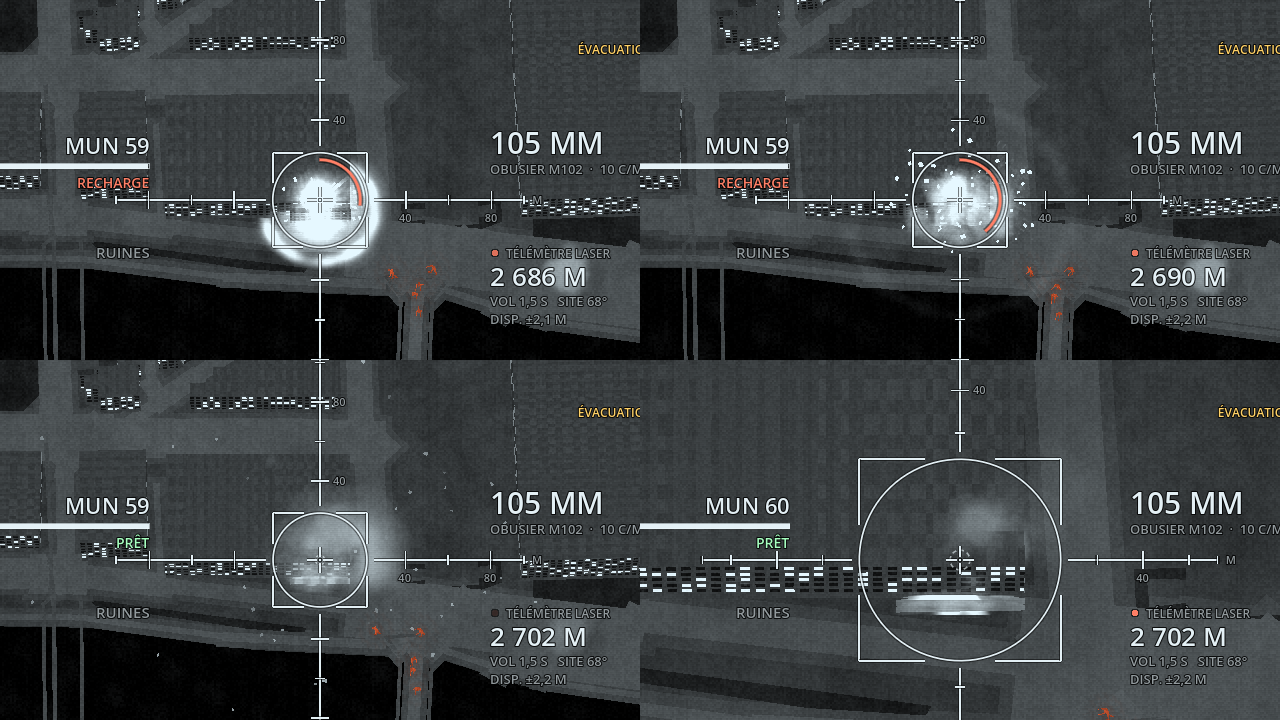 80
ÉVACUATIO
40
MUN 59
105 MM
RECHARGE
OBUSIER M102 · 10 C/M
M
40
80
RUINES
TÉLÉMÈTRE LASER
2 686 M
VOL 1,5 S SITE 68°
DISP. ±2,1 M
80
ÉVACUATIO
40
MUN 59
105 MM
RECHARGE
OBUSIER M102 · 10 C/M
M
40
80
RUINES
TÉLÉMÈTRE LASER
2 690 M
VOL 1,5 S SITE 68°
DISP. ±2,2 M
80
ÉVACUATIO
40
MUN 59
105 MM
PRÊT
OBUSIER M102 · 10 C/M
M
40
80
RUINES
TÉLÉMÈTRE LASER
2 702 M
VOL 1,5 S SITE 68°
DISP. ±2,2 M
40
ÉVACUATIO
MUN 60
105 MM
PRÊT
OBUSIER M102 · 10 C/M
M
40
RUINES
TÉLÉMÈTRE LASER
2 702 M
VOL 1,5 S SITE 68°
DISP. ±2,2 M